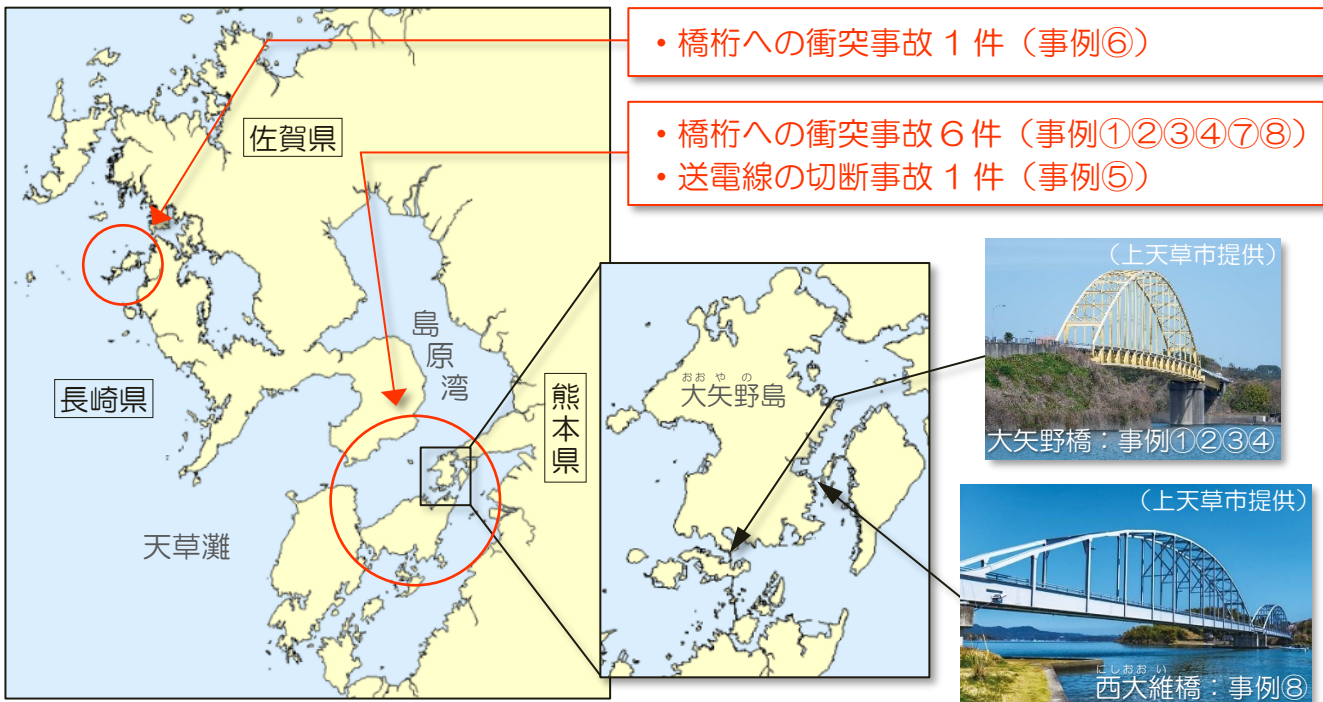 ・橋桁への衝突事故 1 件（事例⑥）
・橋桁への衝突事故 6 件（事例①②③④⑦⑧）
・送電線の切断事故 1 件（事例⑤）
佐賀県
長崎県
島原湾
熊本県
天草灘
おおやの
大矢野島
（上天草市提供）
大矢野橋：事例①②③④
（上天草市提供）
にしおおい
西大維橋：事例⑧